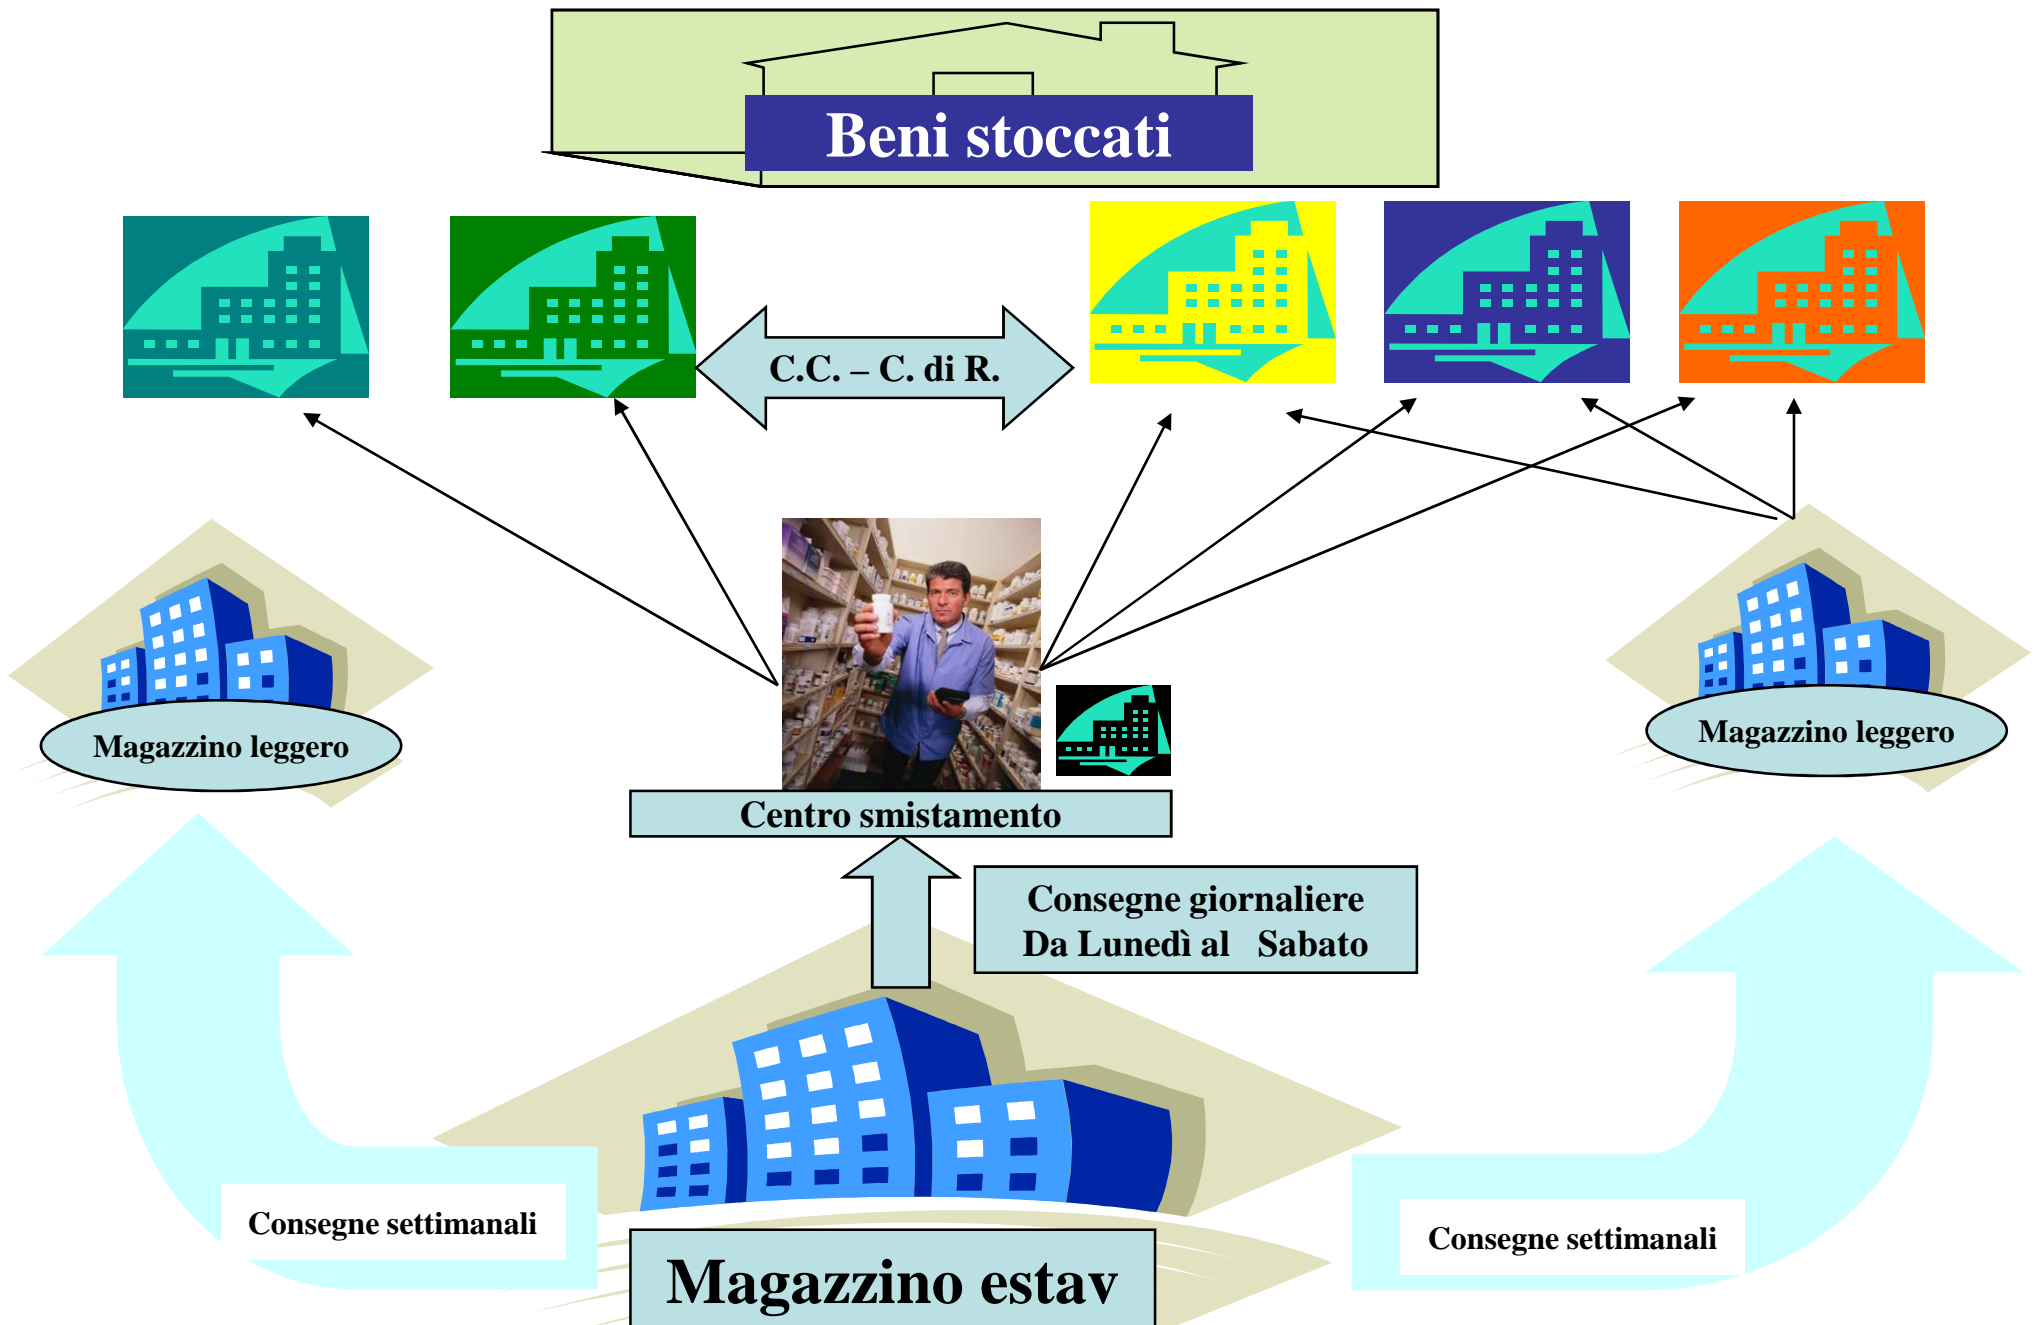 Beni stoccati
C.C. – C. di R.
Magazzino leggero
Magazzino leggero
Centro smistamento
Consegne giornaliere
Da Lunedì al Sabato
Consegne settimanali
Consegne settimanali
Magazzino estav